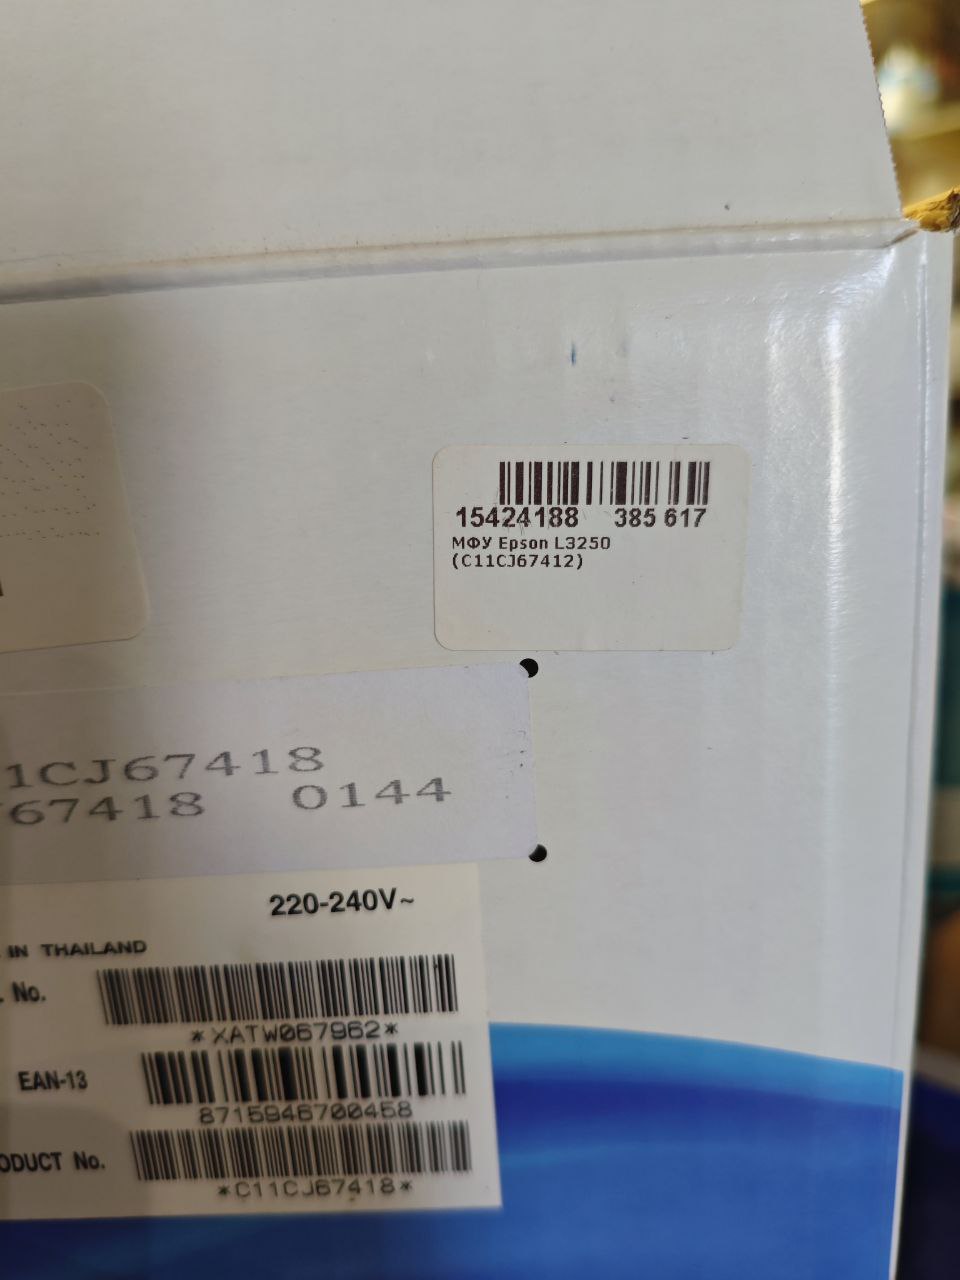 15424188 385 617
МФУ Epson L3250
(C11CJ67412)
11CJ67418
67418 0144
220-240V~
IN THAILAND
No.
*XATW067962*
EAN-13
8715946700458
ODUCT No.
*C11CJ67418*